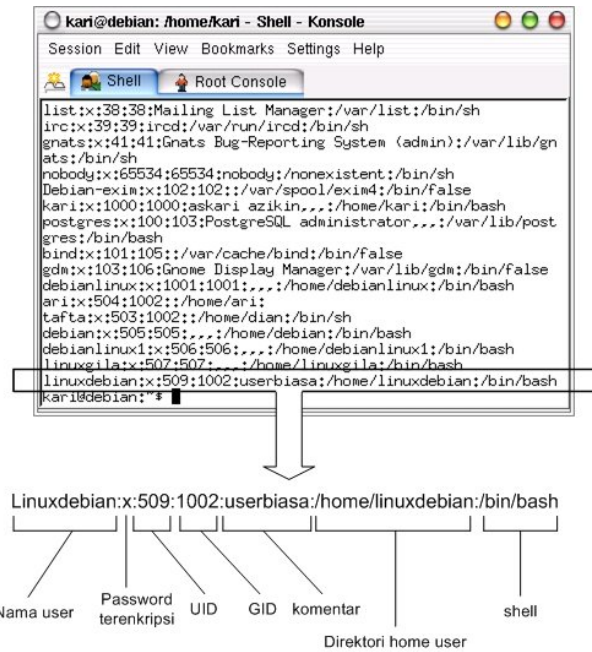 kari@debian: /home/kari - Shell - Konsole
Session Edit View Bookmarks Settings Help
Shell Root Console
list:x:38:38:Mailing List Manager:/var/list:/bin/sh
irc:x:39:39:ircd:/var/run/ircd:/bin/sh
gnats:x:41:41:Gnats Bug-Reporting System (admin):/var/lib/gn
ats:/bin/sh
nobody:x:65534:65534:nobody:/nonexistent:/bin/sh
Debian-exim:x:102:102::/var/spool/exim4:/bin/false
kari:x:1000:1000:askari azikin,,,:/home/kari:/bin/bash
postgres:x:100:103:PostgreSQL administrator,,,:/var/lib/post
gres:/bin/bash
bind:x:101:105::/var/cache/bind:/bin/false
gdm:x:103:106:Gnome Display Manager:/var/lib/gdm:/bin/false
debianlinux:x:1001:1001:,,,:/home/debianlinux:/bin/bash
ari:x:504:1002::/home/ari:
tafta:x:503:1002::/home/dian:/bin/sh
debian:x:505:505:,,,:/home/debian:/bin/bash
debianlinux1:x:506:506:,,,:/home/debianlinux1:/bin/bash
linuxgila:x:507:507:,,,:/home/linuxgila:/bin/bash
linuxdebian:x:509:1002:userbiasa:/home/linuxdebian:/bin/bash
kari@debian:~$
Linuxdebian:x:509:1002:userbiasa:/home/linuxdebian:/bin/bash
Nama user
Password
terenkripsi
UID
GID
komentar
Direktori home user
shell